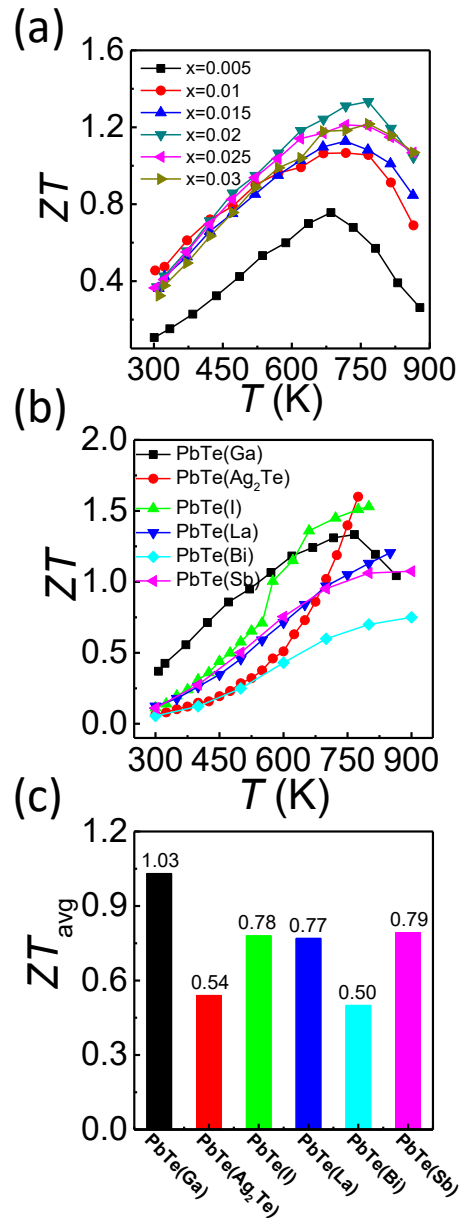 (a)
1.6
1.2
0.8
0.4
ZT
x=0.005
x=0.01
x=0.015
x=0.02
x=0.025
x=0.03
300 450 600 750 900
T (K)
(b)
2.0
1.5
1.0
0.5
0.0
ZT
PbTe(Ga)
PbTe(Ag₂Te)
PbTe(I)
PbTe(La)
PbTe(Bi)
PbTe(Sb)
300 450 600 750 900
T (K)
(c)
1.2
0.9
0.6
0.3
0.0
ZTavg
1.03
0.54
0.78
0.77
0.50
0.79
PbTe(Ga)
PbTe(Ag₂Te)
PbTe(I)
PbTe(La)
PbTe(Bi)
PbTe(Sb)